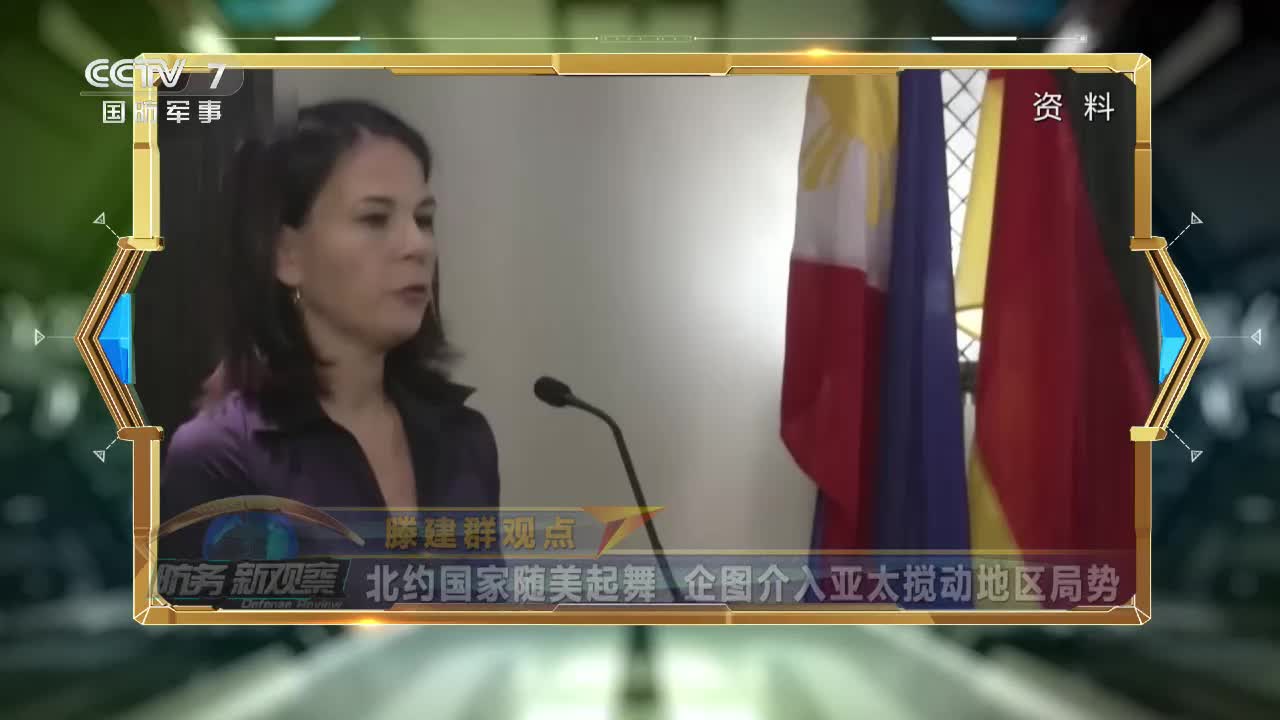 CCTV 7
国防军事
资料
滕建群观点
防务新观察
Defense Review
北约国家随美起舞 企图介入亚太搅动地区局势